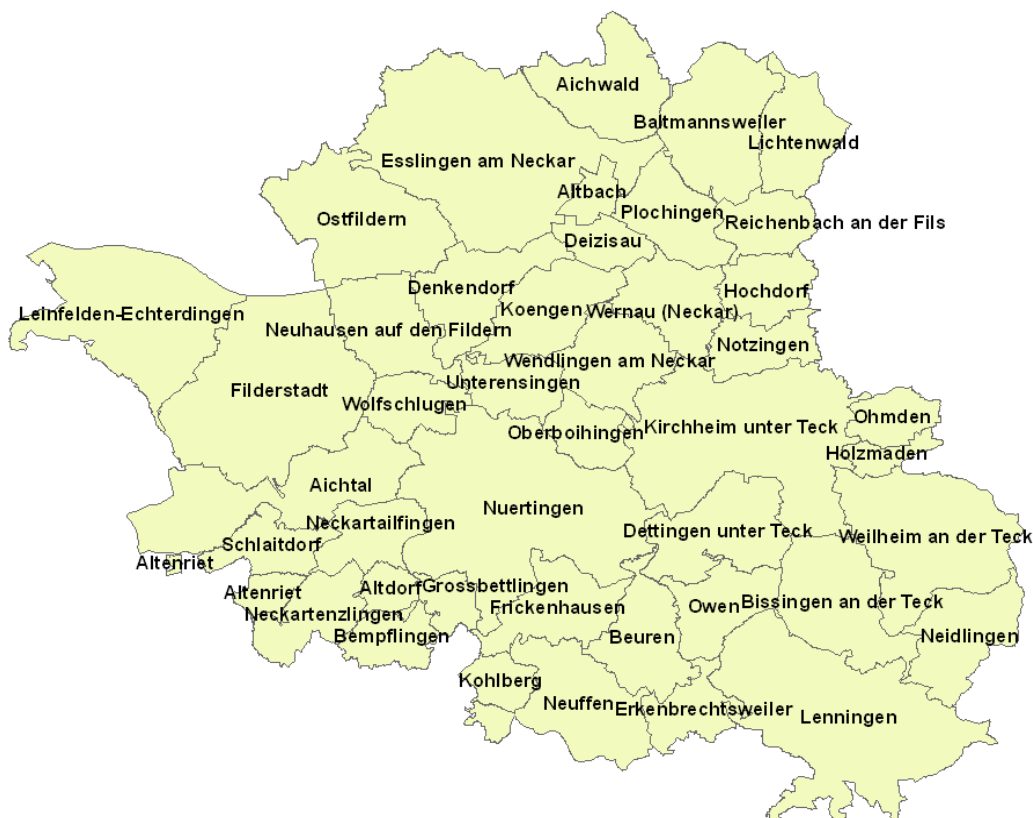 Aichwald
Baltmannsweiler
Lichtenwald
Esslingen am Neckar
Altbach
Plochingen
Ostfildern
Reichenbach an der Fils
Deizisau
Denkendorf
Hochdorf
Koengen
Wernau (Neckar)
Leinfelden-Echterdingen
Neuhausen auf den Fildern
Notzingen
Wendlingen am Neckar
Unterensingen
Filderstadt
Wolfschlugen
Ohmden
Oberboihingen
Kirchheim unter Teck
Holzmaden
Aichtal
Nuertingen
Neckartailfingen
Dettingen unter Teck
Weilheim an der Teck
Schlaitdorf
Altenriet
Altenriet
Altdorf
Grossbettlingen
Neckartenzlingen
Frickenhausen
Owen
Bissingen an der Teck
Bempflingen
Beuren
Neidlingen
Kohlberg
Neuffen
Erkenbrechtsweiler
Lenningen